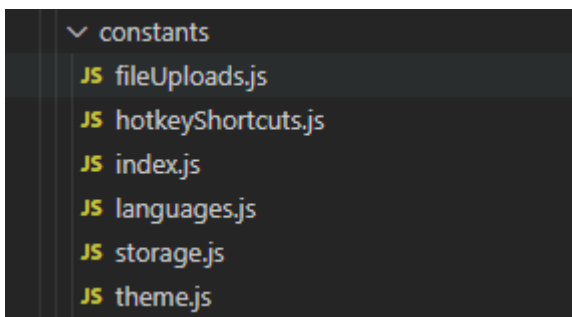 constants
JS fileUploads.js
JS hotkeyShortcuts.js
JS index.js
JS languages.js
JS storage.js
JS theme.js